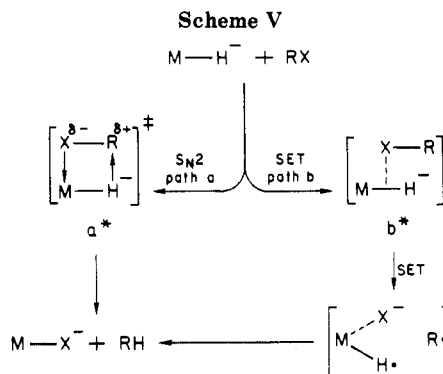 Scheme V
M—H⁻ + RX
[X^δ- — R^δ+ M—H⁻]^‡
SN2 path a
SET path b
[X—R M—H⁻]
a*
b*
SET
M—X⁻ + RH
[M X⁻ H• R•